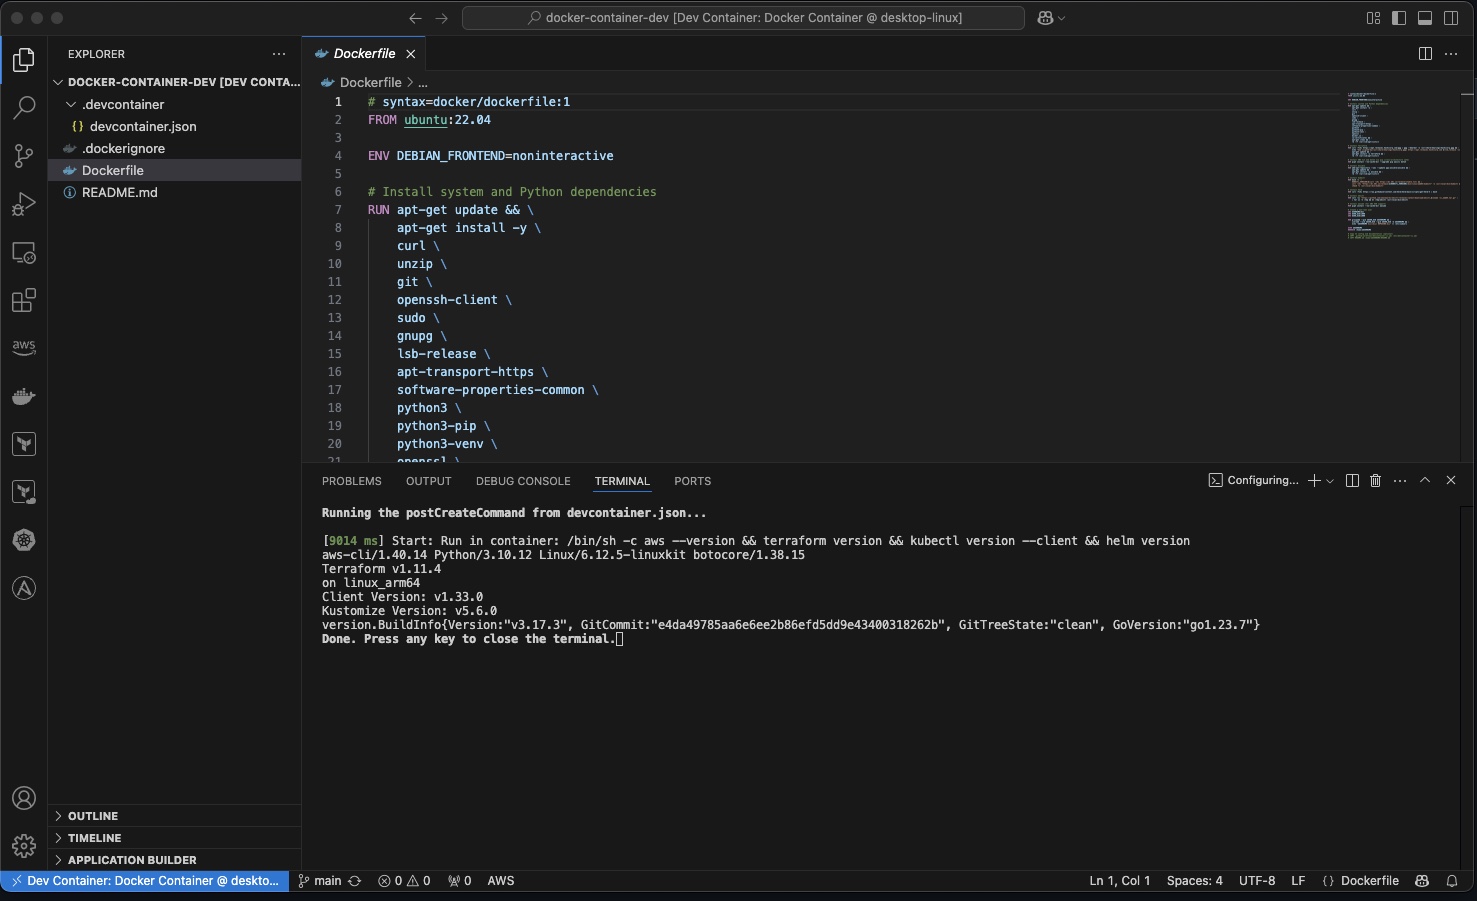 docker-container-dev [Dev Container: Docker Container @ desktop-linux]
EXPLORER
DOCKER-CONTAINER-DEV [DEV CONTA...
.devcontainer
{} devcontainer.json
.dockerignore
Dockerfile
README.md
aws
OUTLINE
TIMELINE
APPLICATION BUILDER
Dockerfile
Dockerfile > ...
1 # syntax=docker/dockerfile:1
2 FROM ubuntu:22.04
3
4 ENV DEBIAN_FRONTEND=noninteractive
5
6 # Install system and Python dependencies
7 RUN apt-get update && \
8 apt-get install -y \
9 curl \
10 unzip \
11 git \
12 openssh-client \
13 sudo \
14 gnupg \
15 lsb-release \
16 apt-transport-https \
17 software-properties-common \
18 python3 \
19 python3-pip \
20 python3-venv \
21 openssl \
PROBLEMS OUTPUT DEBUG CONSOLE TERMINAL PORTS
Configuring...
Running the postCreateCommand from devcontainer.json...
[9014 ms] Start: Run in container: /bin/sh -c aws --version && terraform version && kubectl version --client && helm version
aws-cli/1.40.14 Python/3.10.12 Linux/6.12.5-linuxkit botocore/1.38.15
Terraform v1.11.4
on linux_arm64
Client Version: v1.33.0
Kustomize Version: v5.6.0
version.BuildInfo{Version:"v3.17.3", GitCommit:"e4da49785aa6e6ee2b86efd5dd9e43400318262b", GitTreeState:"clean", GoVersion:"go1.23.7"}
Done. Press any key to close the terminal.
Dev Container: Docker Container @ deskto... main 0 0 0 AWS Ln 1, Col 1 Spaces: 4 UTF-8 LF {} Dockerfile